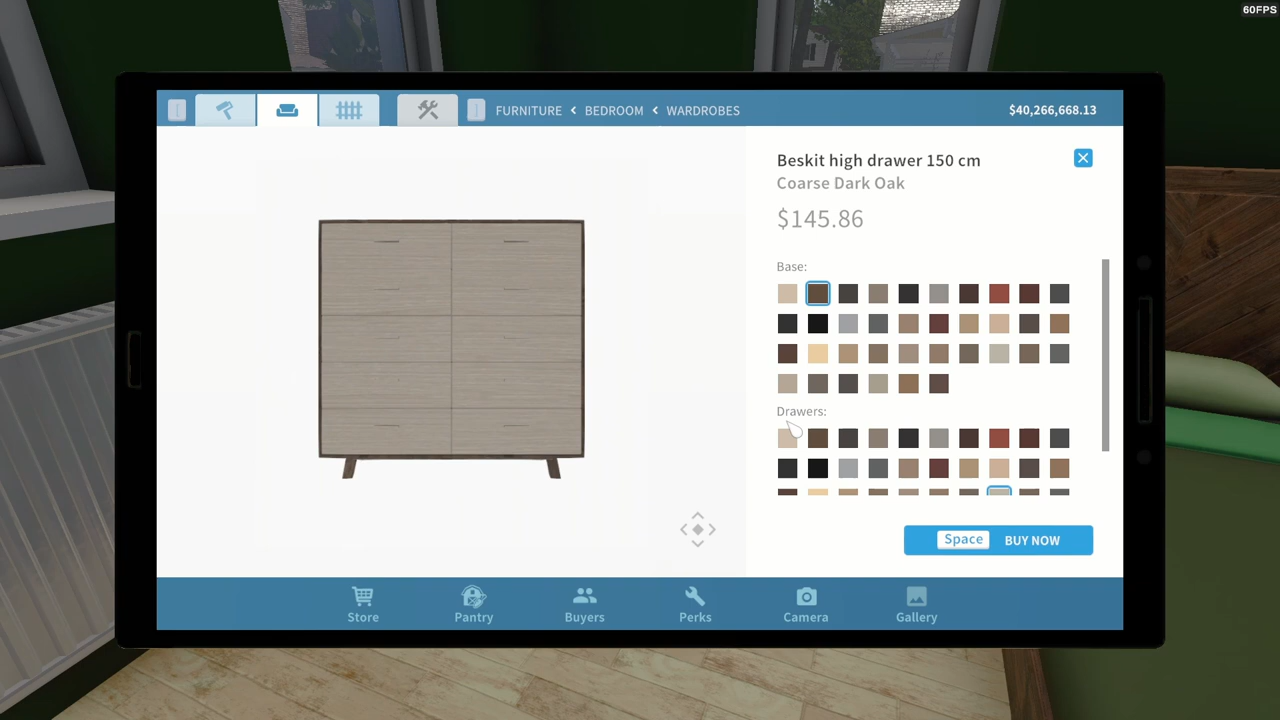 60FPS
FURNITURE < BEDROOM < WARDROBES
$40,266,668.13
Beskit high drawer 150 cm
Coarse Dark Oak
$145.86
Base:
Drawers:
Space BUY NOW
Store Pantry Buyers Perks Camera Gallery